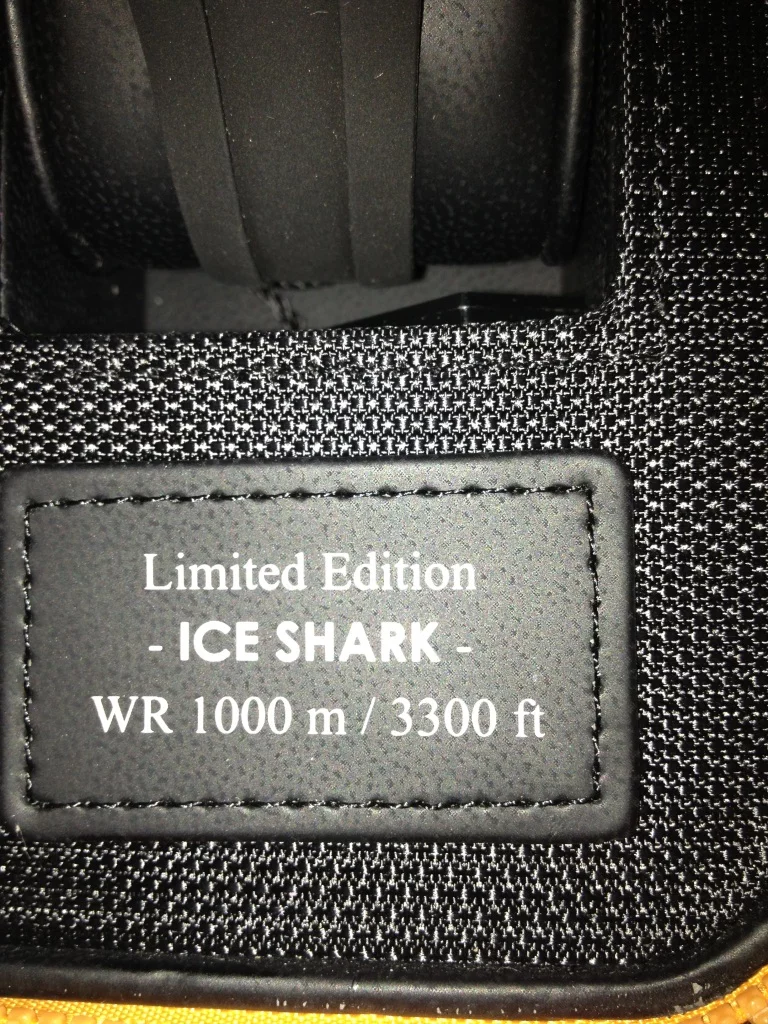 Limited Edition
- ICE SHARK -
WR 1000 m / 3300 ft